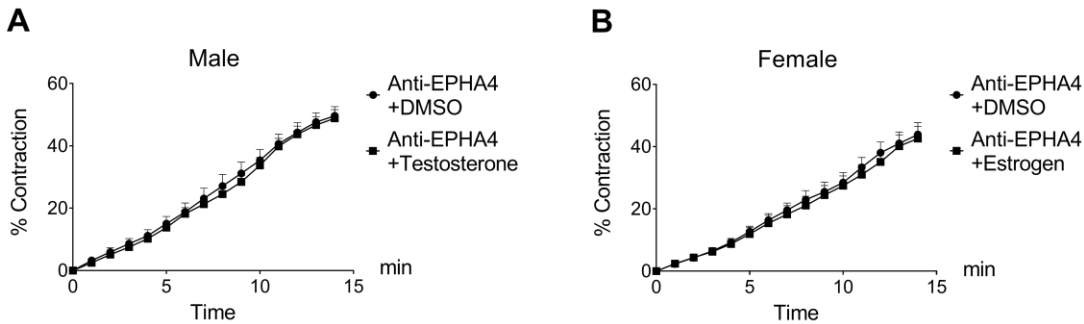 A
Male
% Contraction
60
40
20
0
0
5
10
15
min
Time
Anti-EPHA4
+DMSO
Anti-EPHA4
+Testosterone
B
Female
% Contraction
60
40
20
0
0
5
10
15
min
Time
Anti-EPHA4
+DMSO
Anti-EPHA4
+Estrogen